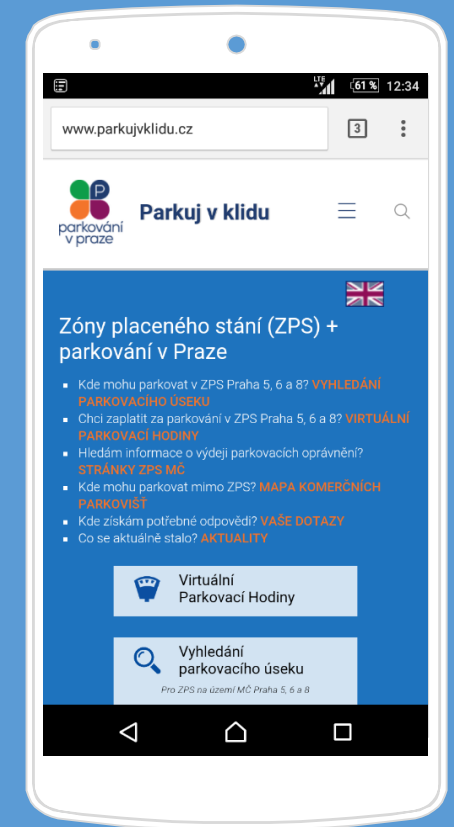 LTE 61 % 12:34
www.parkujvklidu.cz 3
P
parkování
v praze
Parkuj v klidu
Zóny placeného stání (ZPS) +
parkování v Praze
▪ Kde mohu parkovat v ZPS Praha 5, 6 a 8? VYHLEDÁNÍ
PARKOVACÍHO ÚSEKU
▪ Chci zaplatit za parkování v ZPS Praha 5, 6 a 8? VIRTUÁLNÍ
PARKOVACÍ HODINY
▪ Hledám informace o výdeji parkovacích oprávnění?
STRÁNKY ZPS MČ
▪ Kde mohu parkovat mimo ZPS? MAPA KOMERČNÍCH
PARKOVIŠŤ
▪ Kde získám potřebné odpovědi? VAŠE DOTAZY
▪ Co se aktuálně stalo? AKTUALITY
Virtuální
Parkovací Hodiny
Vyhledání
parkovacího úseku
Pro ZPS na území MČ Praha 5, 6 a 8